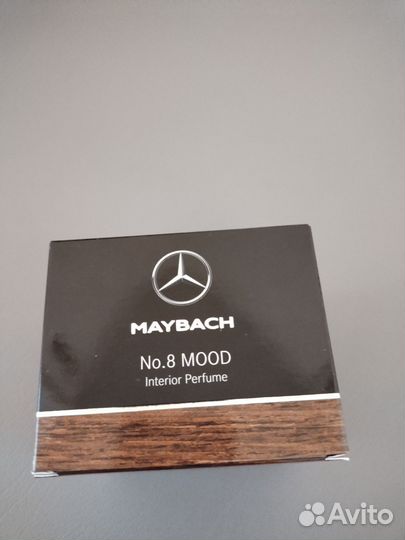 MAYBACH
No.8 MOOD
Interior Perfume
Avito